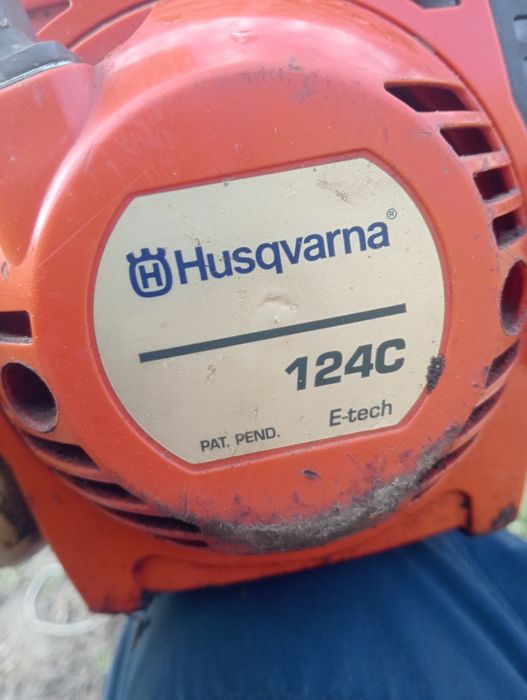 H Husqvarna®
124C
E-tech
PAT. PEND.